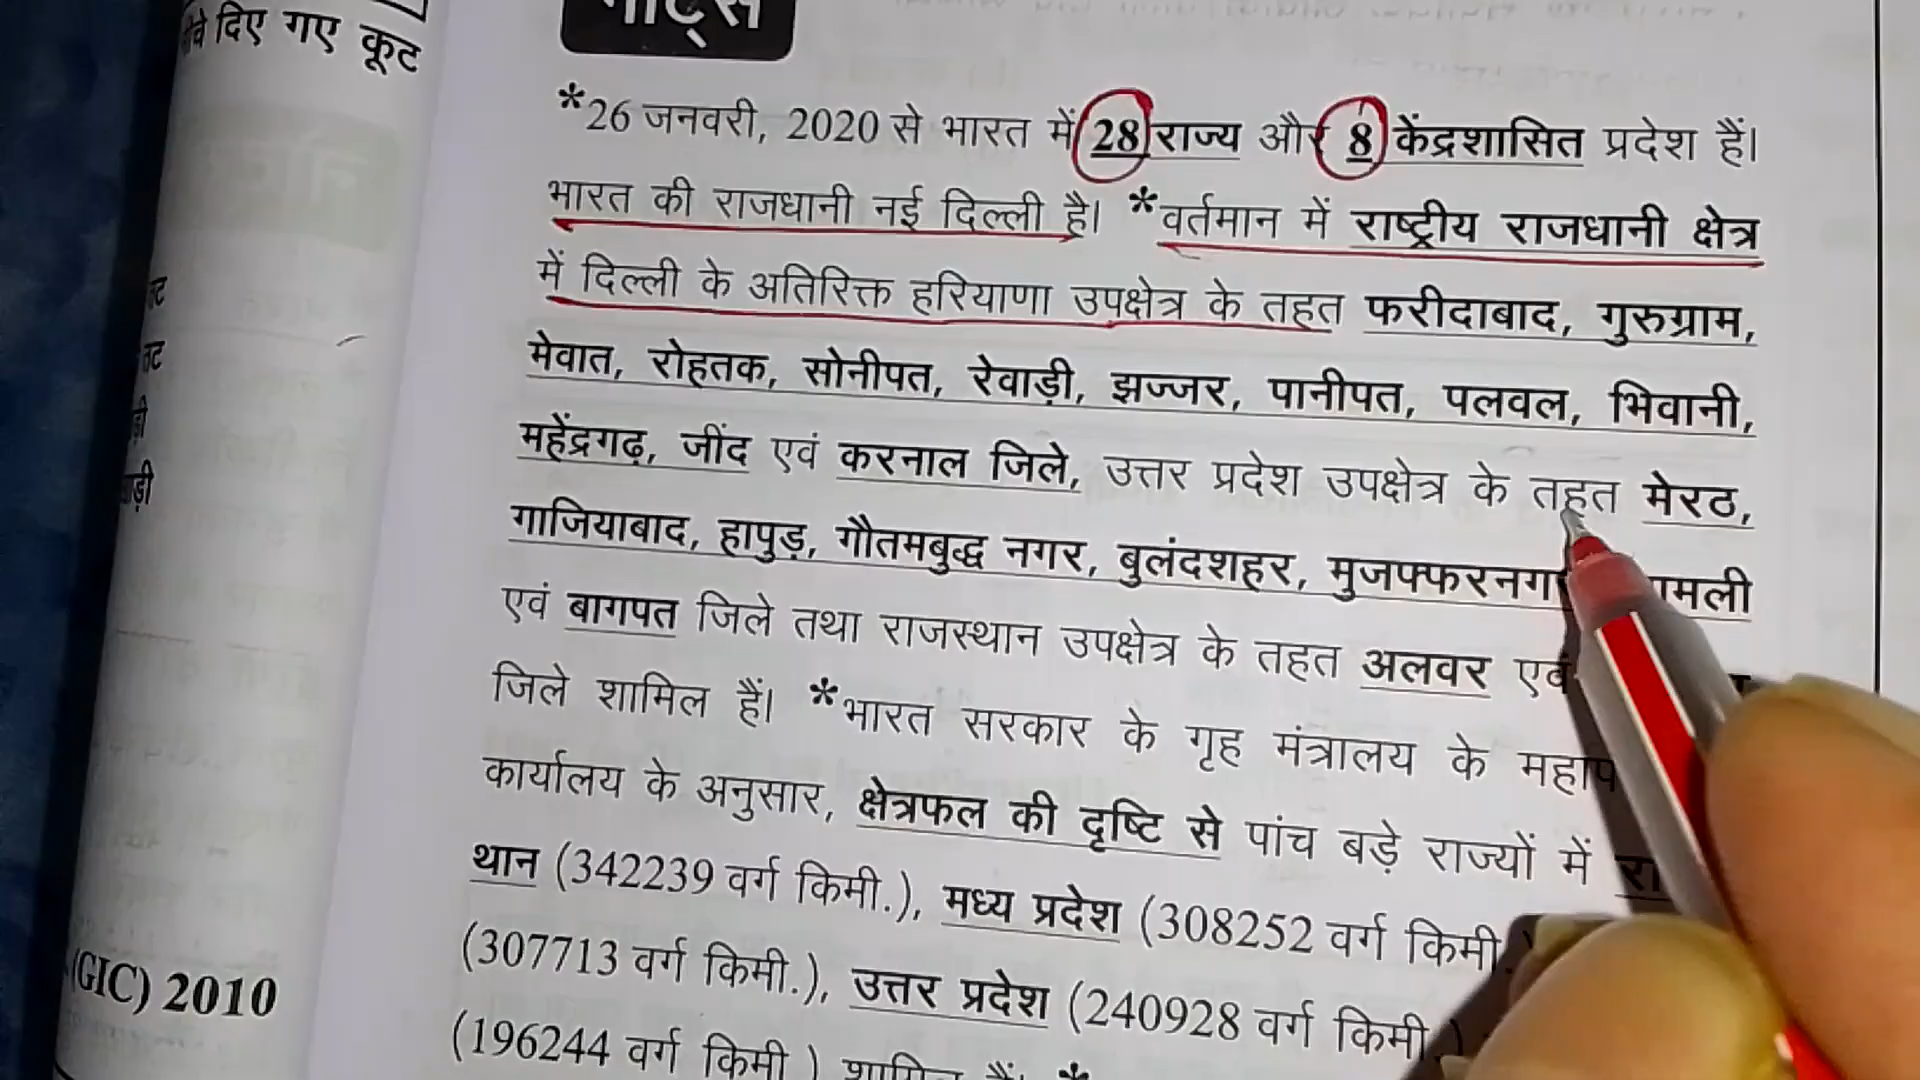 दिए गए कूट
नोट्स
*26 जनवरी, 2020 से भारत में 28 राज्य और 8 केंद्रशासित प्रदेश हैं।
भारत की राजधानी नई दिल्ली है। *वर्तमान में राष्ट्रीय राजधानी क्षेत्र
में दिल्ली के अतिरिक्त हरियाणा उपक्षेत्र के तहत फरीदाबाद, गुरुग्राम,
मेवात, रोहतक, सोनीपत, रेवाड़ी, झज्जर, पानीपत, पलवल, भिवानी,
महेंद्रगढ़, जींद एवं करनाल जिले, उत्तर प्रदेश उपक्षेत्र के तहत मेरठ,
गाजियाबाद, हापुड़, गौतमबुद्ध नगर, बुलंदशहर, मुजफ्फरनग
एवं बागपत जिले तथा राजस्थान उपक्षेत्र के तहत अलवर एवं
जिले शामिल हैं। *भारत सरकार के गृह मंत्रालय के
कार्यालय के अनुसार, क्षेत्रफल की दृष्टि से पांच बड़े राज्यों में
थान (342239 वर्ग किमी.), मध्य प्रदेश (308252 वर्ग किमी.
(307713 वर्ग किमी.), उत्तर प्रदेश (240928 वर्ग किमी.
(196244 वर्ग किमी.) शामिल हैं। *
(GIC) 2010